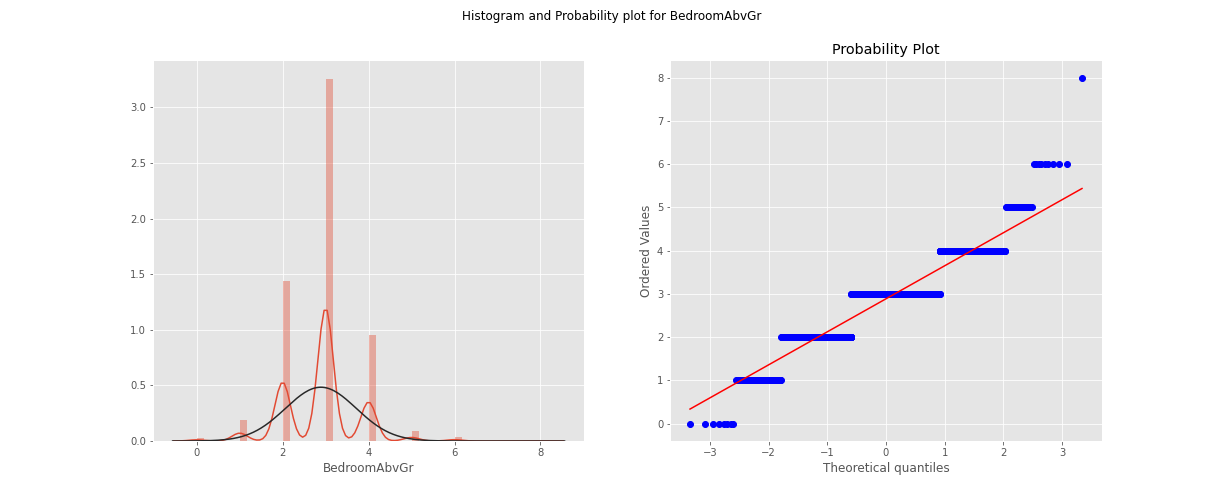 Histogram and Probability plot for BedroomAbvGr
3.0
2.5
2.0
1.5
1.0
0.5
0.0
0 2 4 6 8
BedroomAbvGr
Probability Plot
Ordered Values
8
7
6
5
4
3
2
1
0
−3 −2 −1 0 1 2 3
Theoretical quantiles